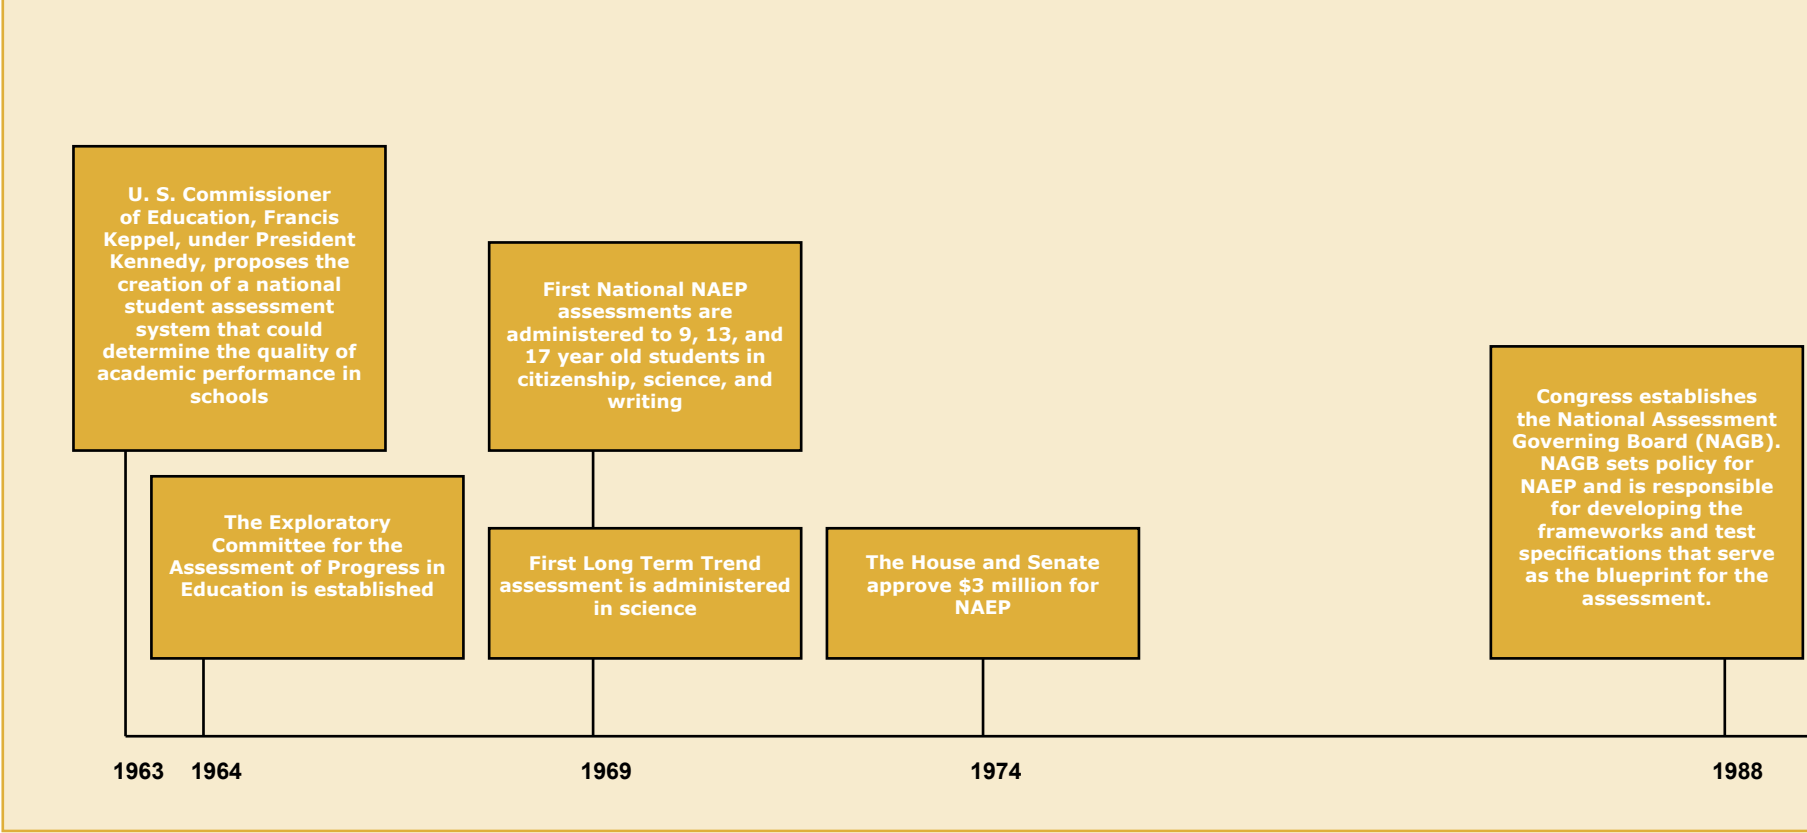 U. S. Commissioner
of Education, Francis
Keppel, under President
Kennedy, proposes the
creation of a national
student assessment
system that could
determine the quality of
academic performance in
schools
The Exploratory
Committee for the
Assessment of Progress in
Education is established
First National NAEP
assessments are
administered to 9, 13, and
17 year old students in
citizenship, science, and
writing
First Long Term Trend
assessment is administered
in science
The House and Senate
approve $3 million for
NAEP
Congress establishes
the National Assessment
Governing Board (NAGB).
NAGB sets policy for
NAEP and is responsible
for developing the
frameworks and test
specifications that serve
as the blueprint for the
assessment.
1963 1964 1969 1974 1988